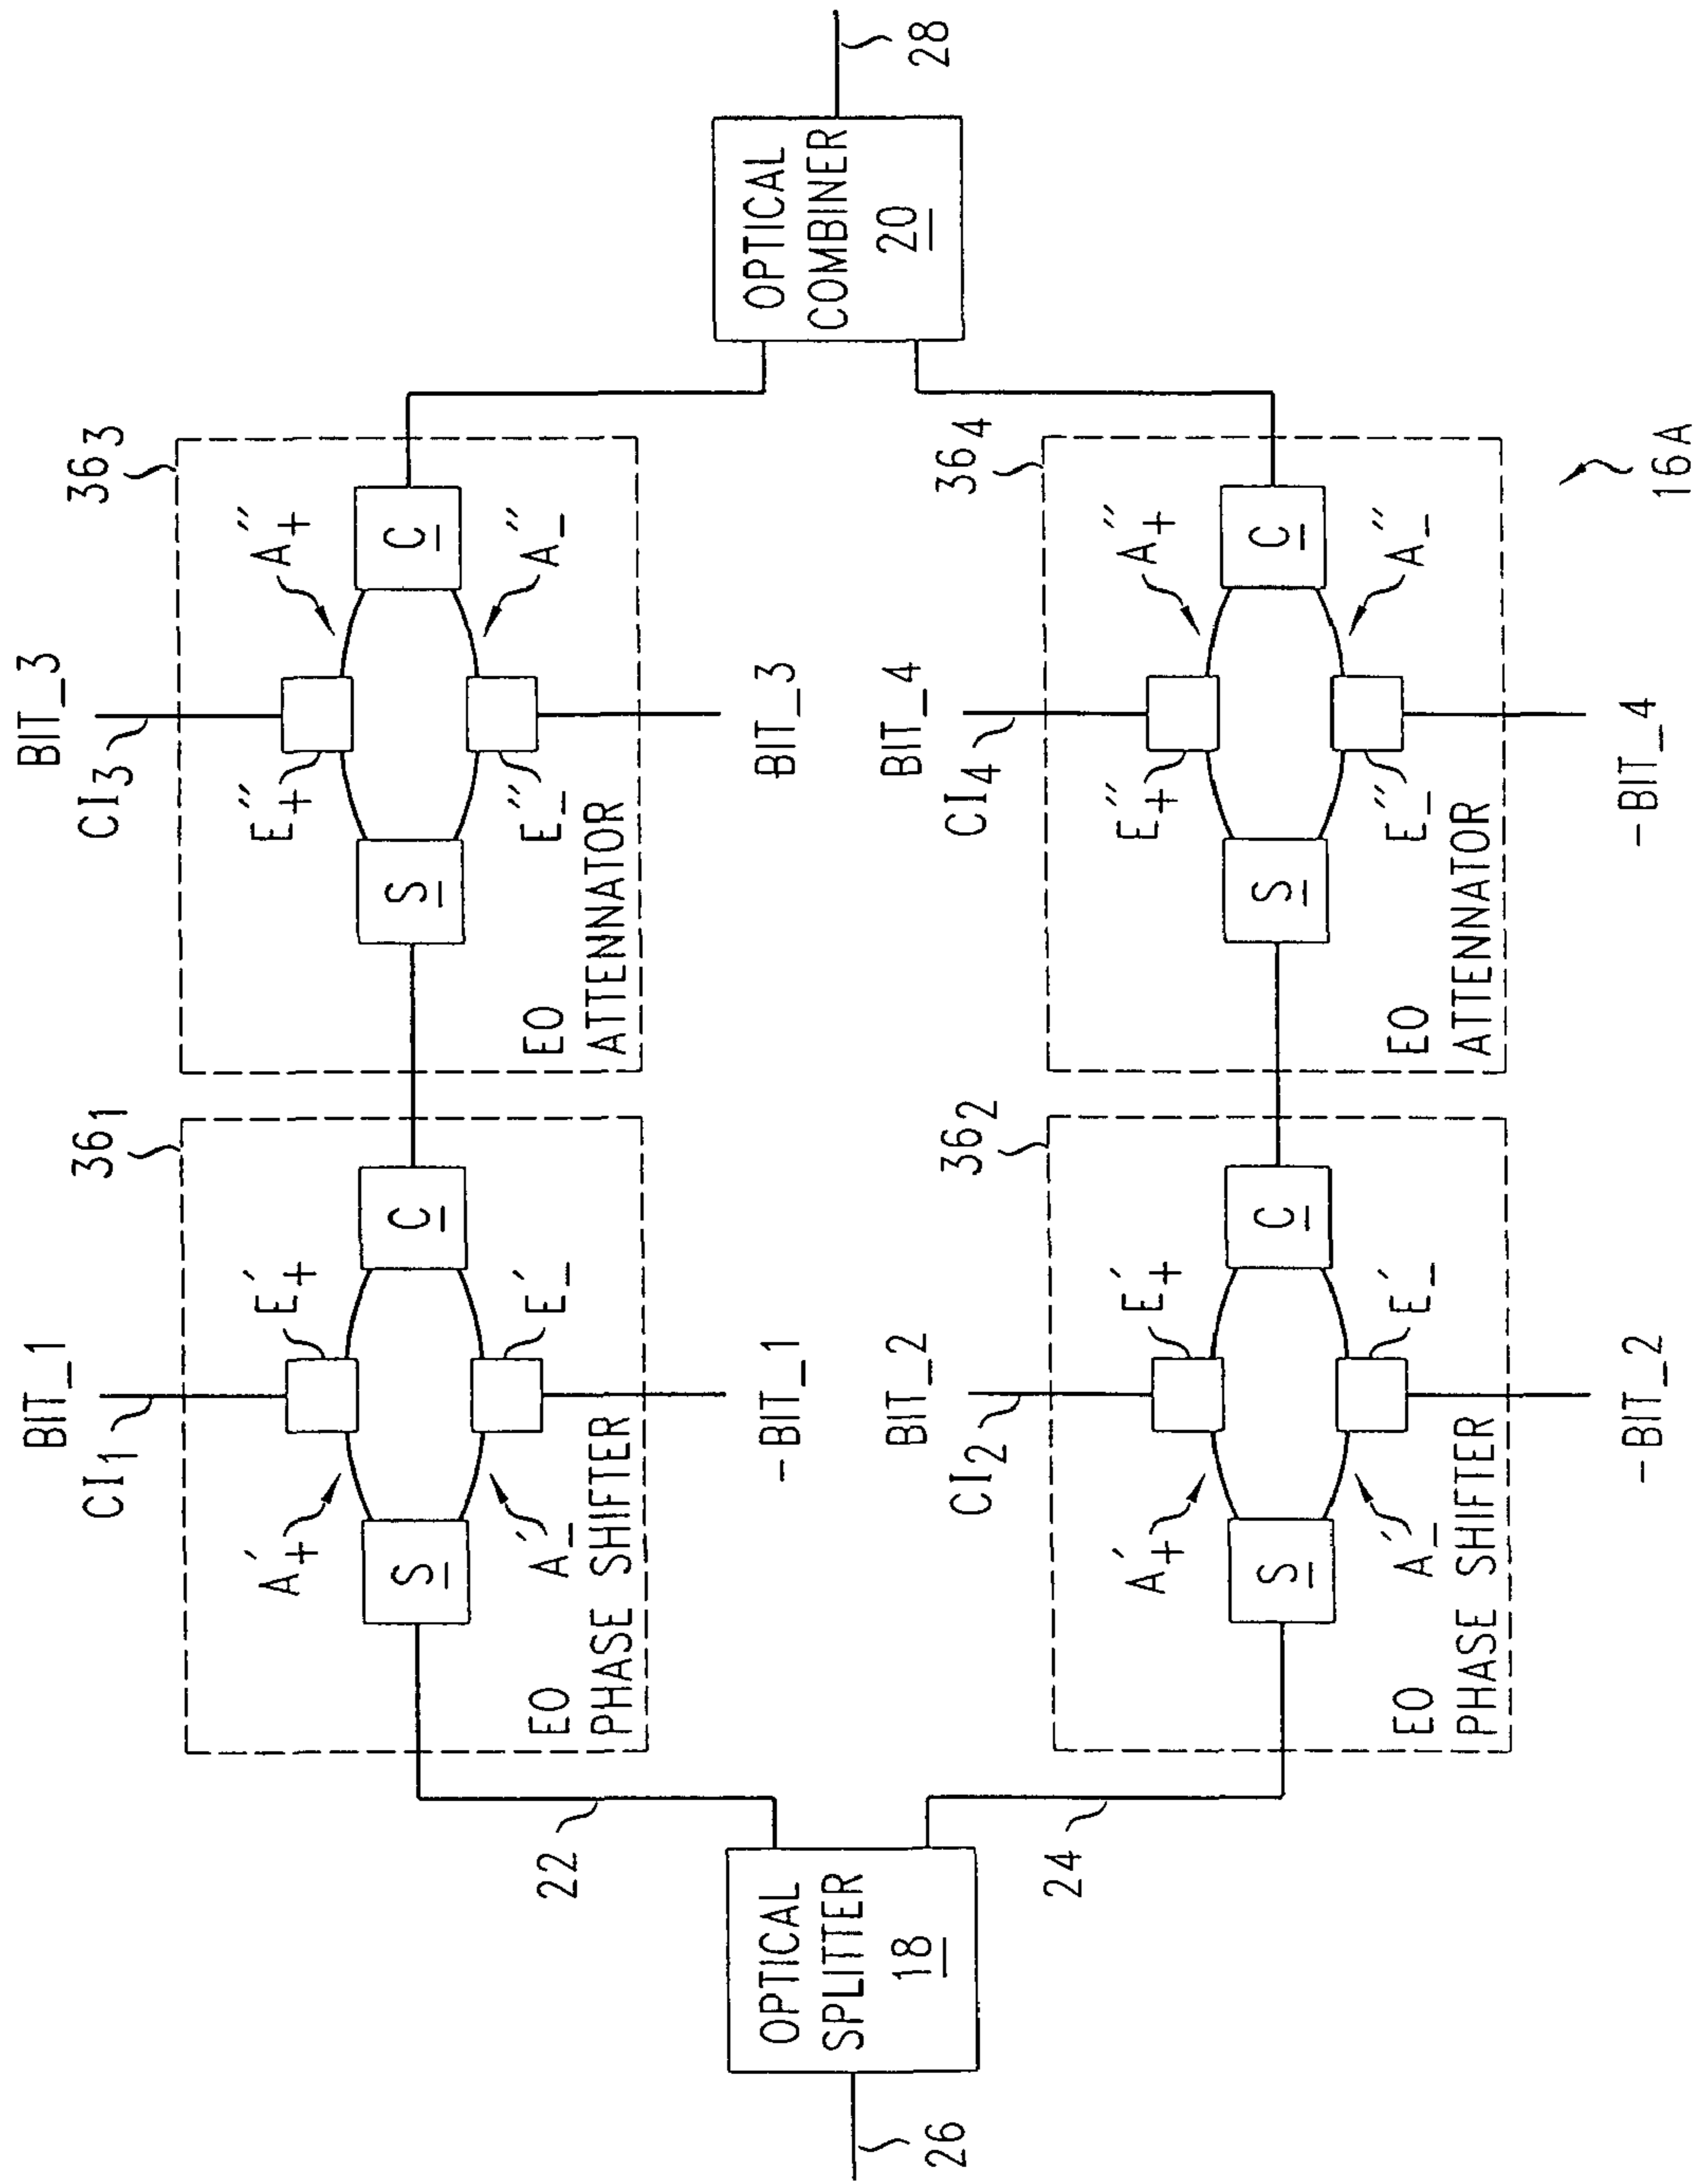 BIT_1
BIT_3
CI1
36₁
CI3
36₃
A'+
E'+
E''+
A''+
S
C
S
C
A'-
E'-
E''-
A''-
EO
PHASE SHIFTER
EO
ATTENNATOR
22
-BIT_1
BIT_3
OPTICAL
SPLITTER
18
OPTICAL
COMBINER
20
26
28
BIT_2
BIT_4
24
CI2
36₂
CI4
36₄
A'+
E'+
E''+
A''+
S
C
S
C
A'-
E'-
E''-
A''-
EO
PHASE SHIFTER
EO
ATTENNATOR
-BIT_2
-BIT_4
16A